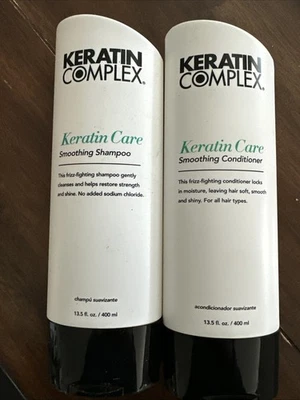 KERATIN
COMPLEX®
Keratin Care
Smoothing Shampoo
This frizz-fighting shampoo gently
cleanses and helps restore strength
and shine. No added sodium chloride.
champú suavizante
13.5 fl. oz. / 400 ml
KERATIN
COMPLEX®
Keratin Care
Smoothing Conditioner
This frizz-fighting conditioner locks
in moisture, leaving hair soft, smooth
and shiny. For all hair types.
acondicionador suavizante
13.5 fl. oz. / 400 ml